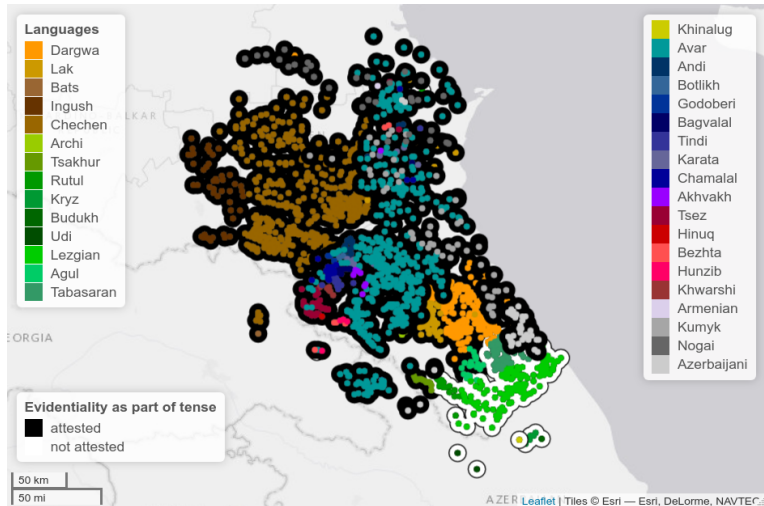 Languages
Dargwa
Lak
Bats
Ingush
Chechen
Archi
Tsakhur
Rutul
Kryz
Budukh
Udi
Lezgian
Agul
Tabasaran
Khinalug
Avar
Andi
Botlikh
Godoberi
Bagvalal
Tindi
Karata
Chamalal
Akhvakh
Tsez
Hinuq
Bezhta
Hunzib
Khwarshi
Armenian
Kumyk
Nogai
Azerbaijani
EORGIA
Evidentiality as part of tense
attested
not attested
50 km
50 mi
Leaflet | Tiles © Esri — Esri, DeLorme, NAVTEQ